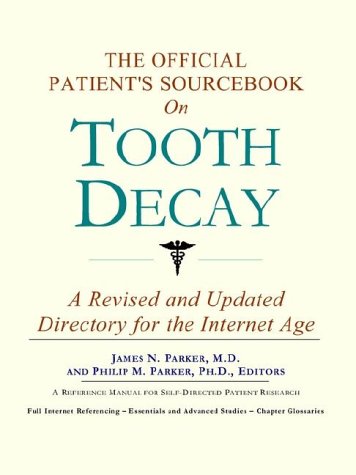 THE OFFICIAL
PATIENT'S SOURCEBOOK
On
TOOTH
DECAY
A Revised and Updated
Directory for the Internet Age
JAMES N. PARKER, M.D.
AND PHILIP M. PARKER, PH.D., EDITORS
A REFERENCE MANUAL FOR SELF-DIRECTED PATIENT RESEARCH
Full Internet Referencing – Essentials and Advanced Studies – Chapter Glossaries